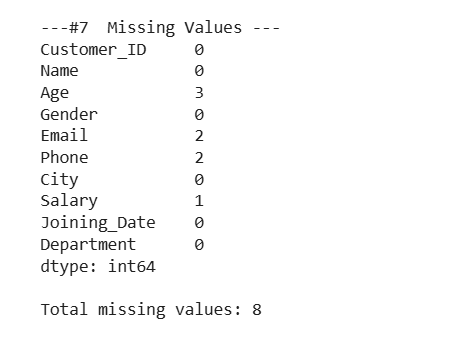 ---#7  Missing Values ---
Customer_ID     0
Name            0
Age             3
Gender          0
Email           2
Phone           2
City            0
Salary          1
Joining_Date    0
Department      0
dtype: int64

Total missing values: 8